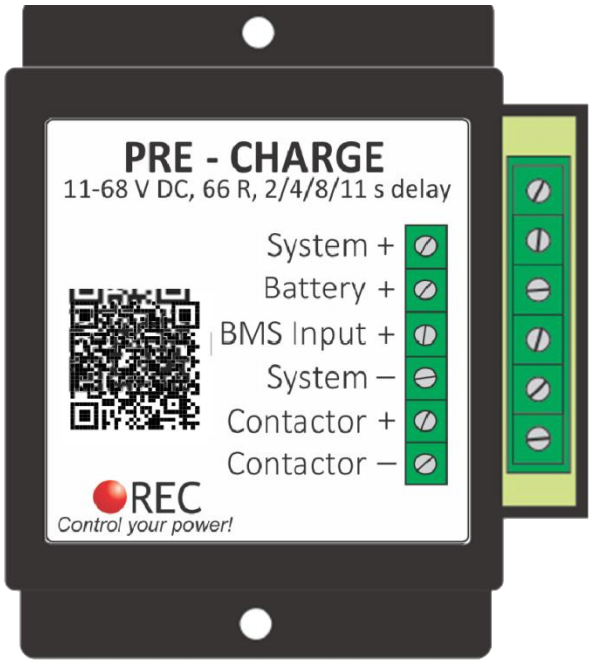 PRE - CHARGE
11-68 V DC, 66 R, 2/4/8/11 s delay
System +
Battery +
BMS Input +
System –
Contactor +
Contactor –
REC
Control your power!